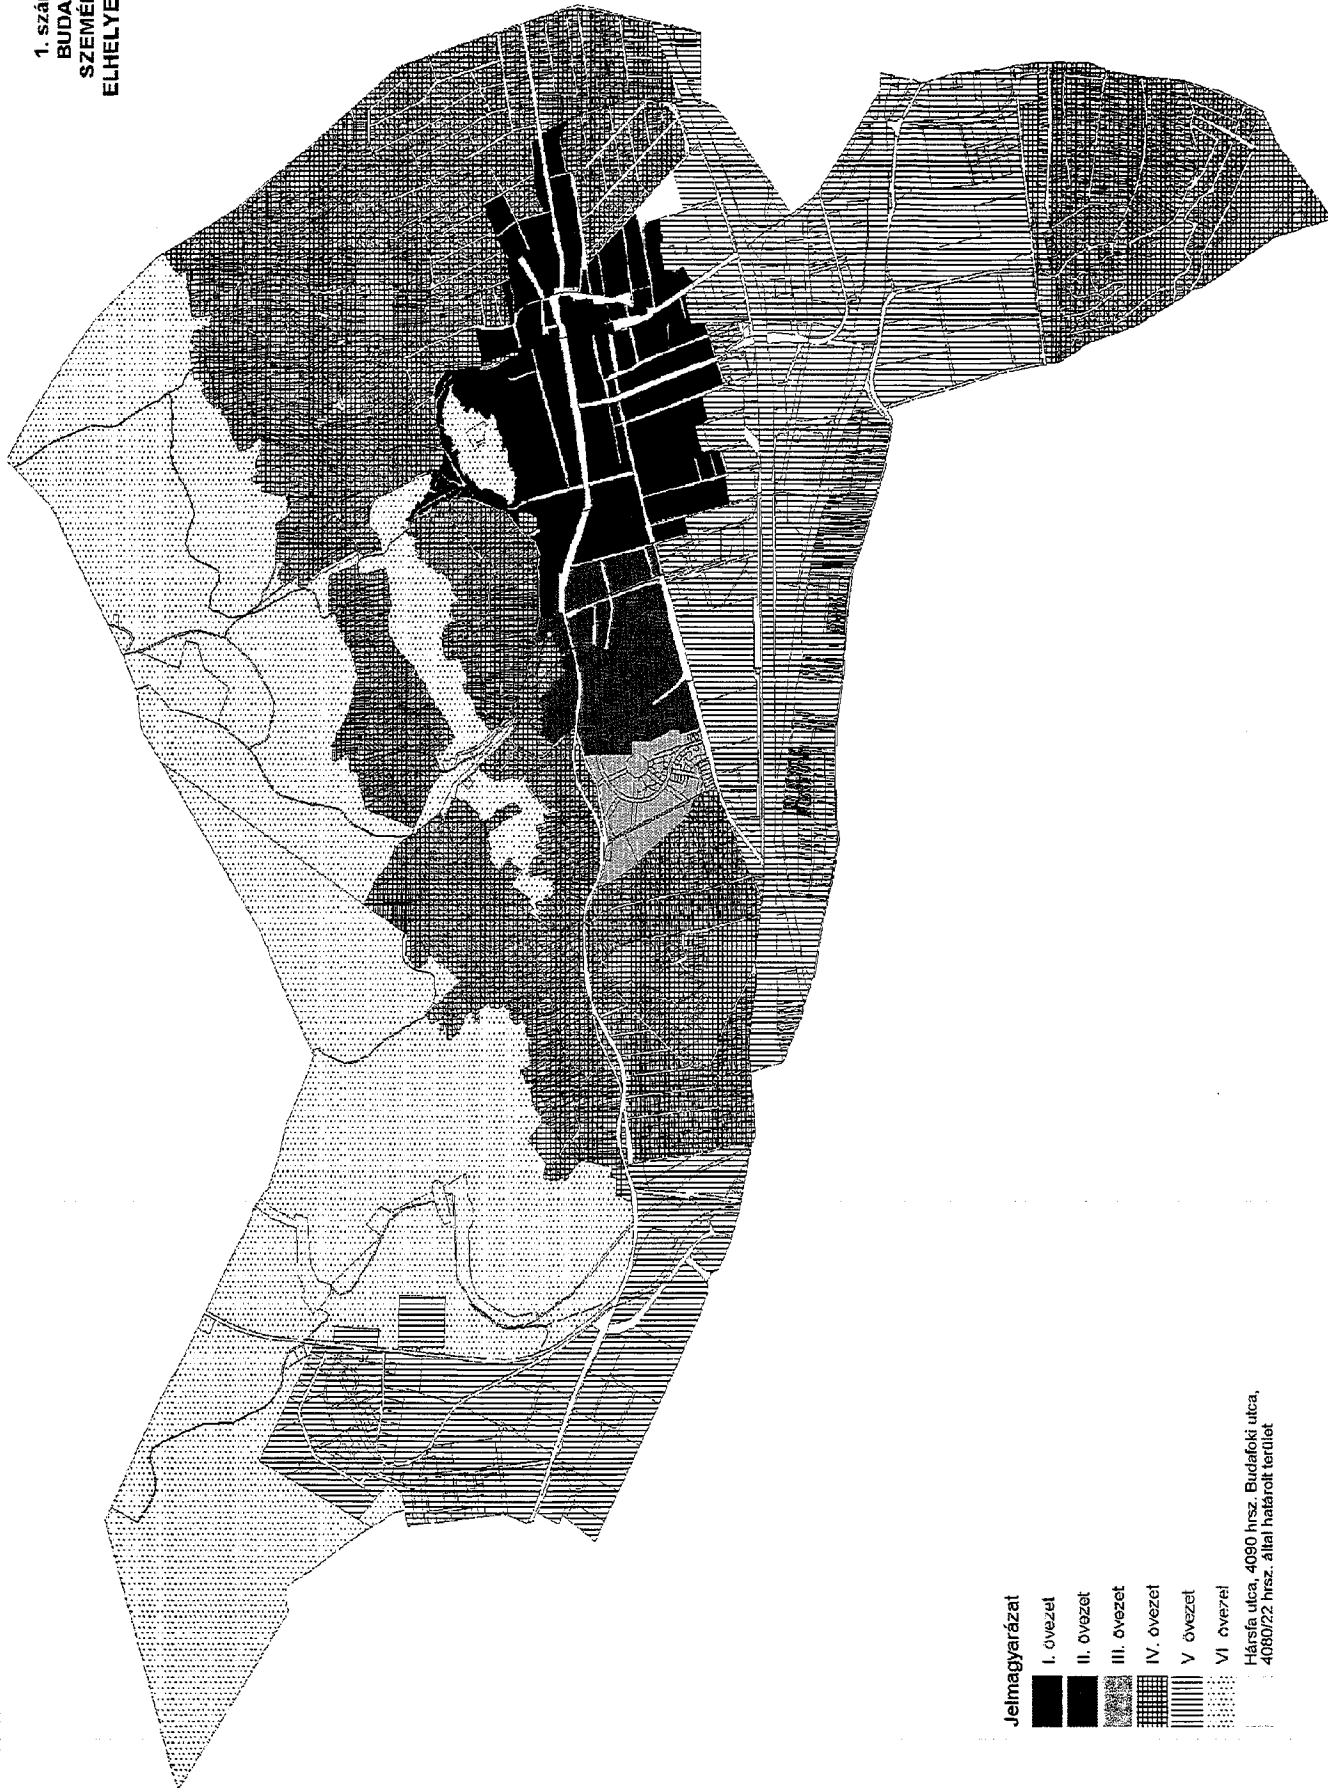 1. szá
BUDA
SZEMÉ
ELHELYE
Jelmagyarázat
I. övezet
II. övezet
III. övezet
IV. övezet
V övezet
VI övezet
Hársfa utca, 4090 hrsz. Budafoki utca,
4080/22 hrsz. által határolt terület